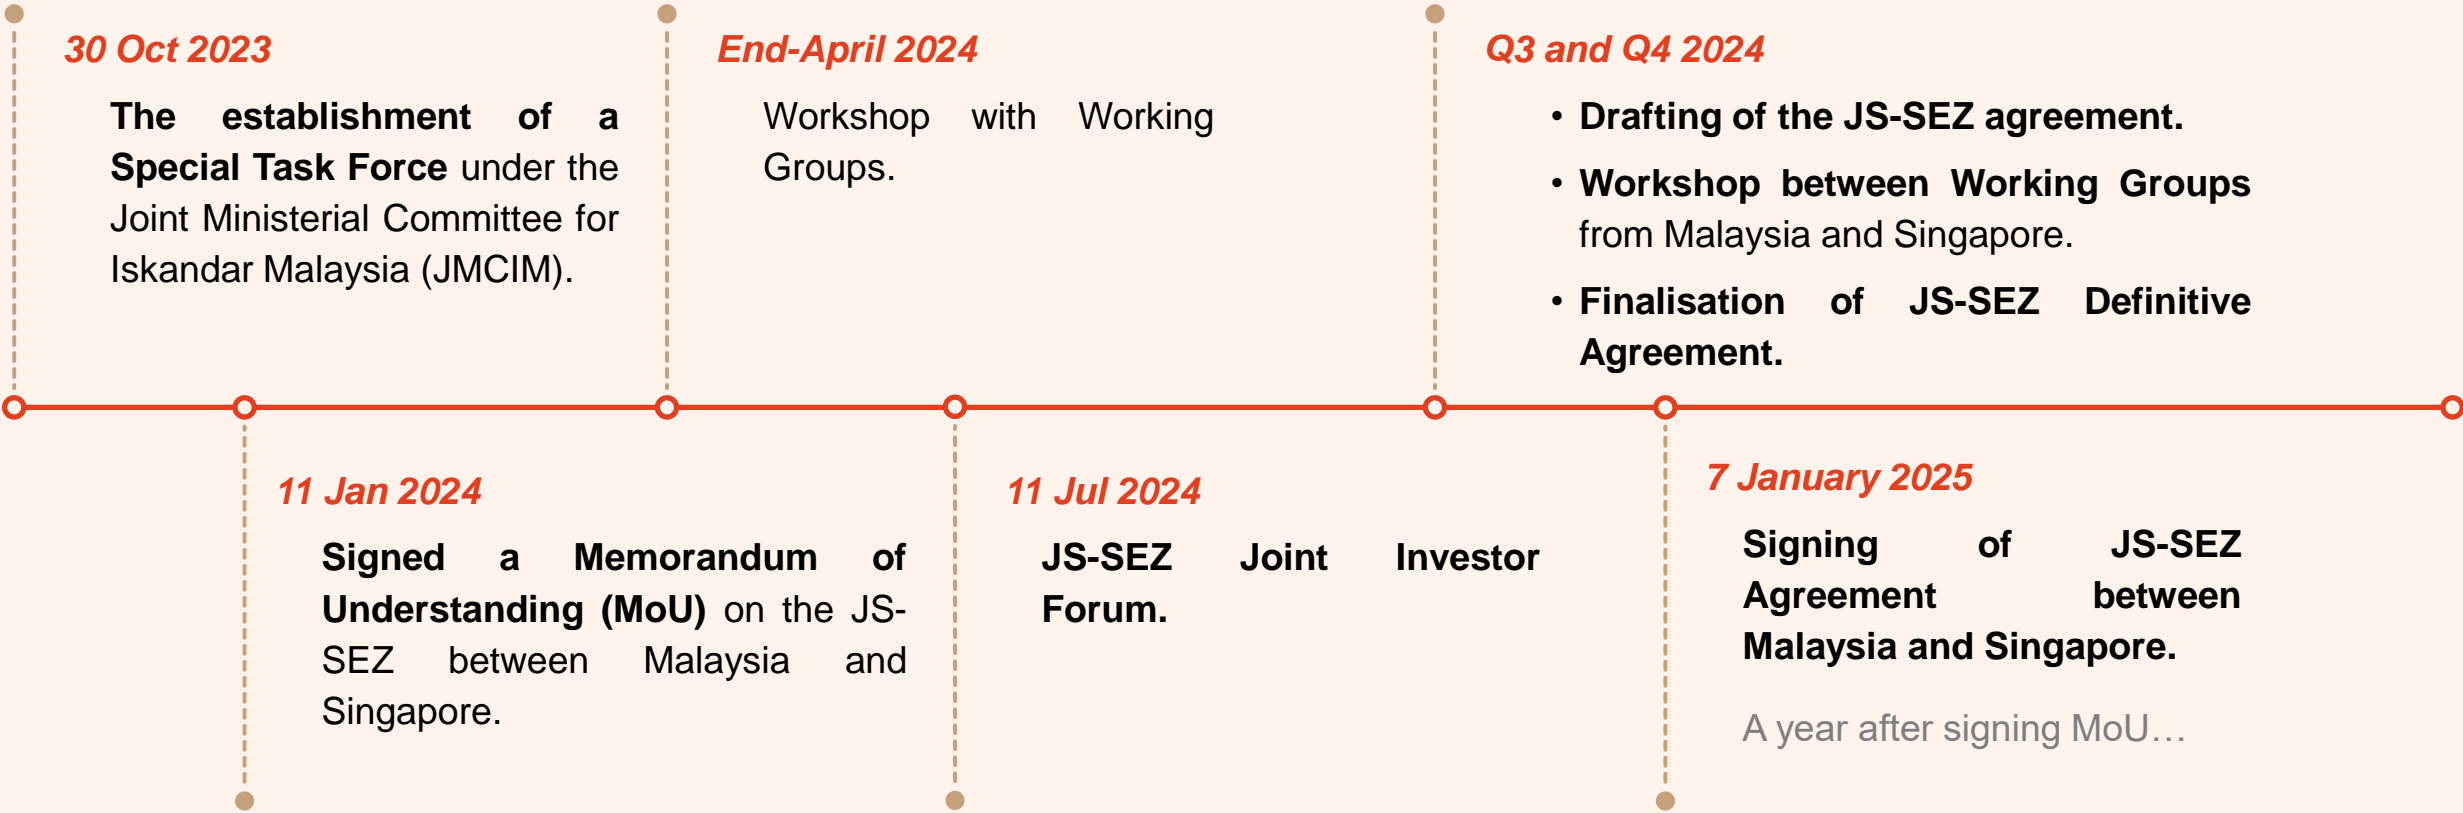 30 Oct 2023
The establishment of a
Special Task Force under the
Joint Ministerial Committee for
Iskandar Malaysia (JMCIM).
End-April 2024
Workshop with Working
Groups.
Q3 and Q4 2024
• Drafting of the JS-SEZ agreement.
• Workshop between Working Groups
from Malaysia and Singapore.
• Finalisation of JS-SEZ Definitive
Agreement.
11 Jan 2024
Signed a Memorandum of
Understanding (MoU) on the JS-
SEZ between Malaysia and
Singapore.
11 Jul 2024
JS-SEZ Joint Investor
Forum.
7 January 2025
Signing of JS-SEZ
Agreement between
Malaysia and Singapore.
A year after signing MoU…